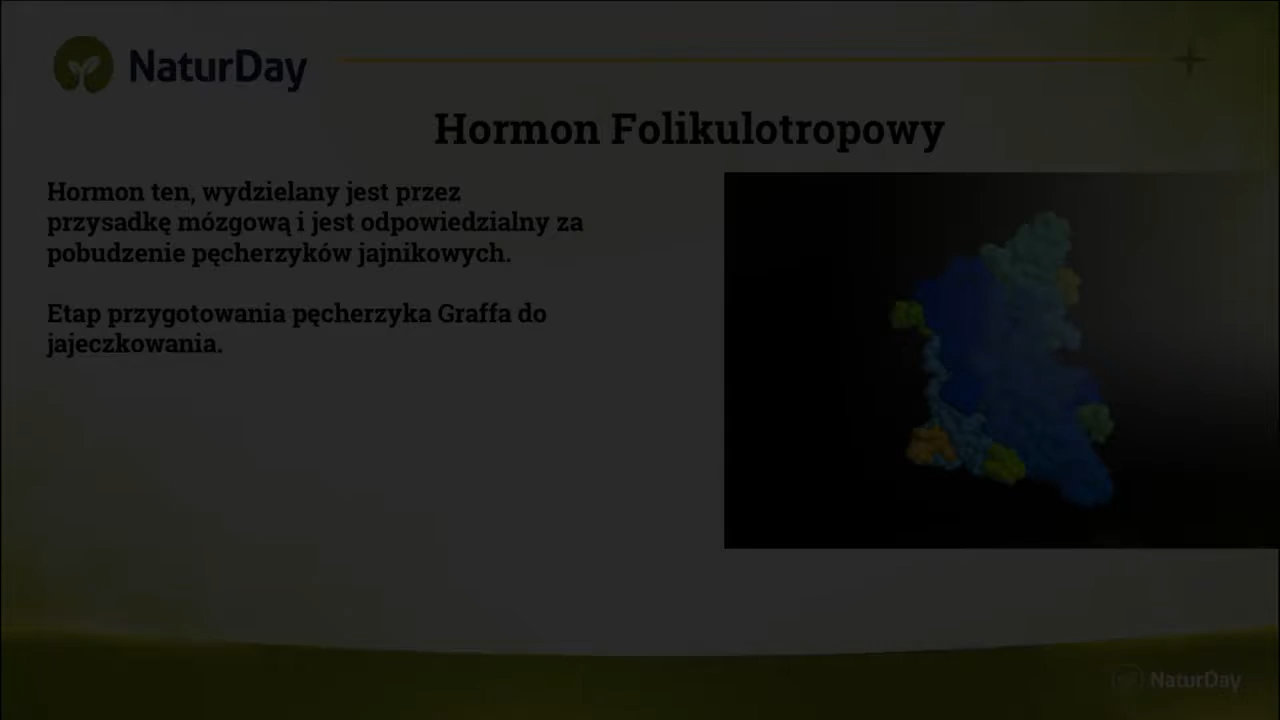 NaturDay
Hormon Folikulotropowy
Hormon ten, wydzielany jest przez
przysadkę mózgową i jest odpowiedzialny za
pobudzenie pęcherzyków jajnikowych.
Etap przygotowania pęcherzyka Graffa do
jajeczkowania.
NaturDay